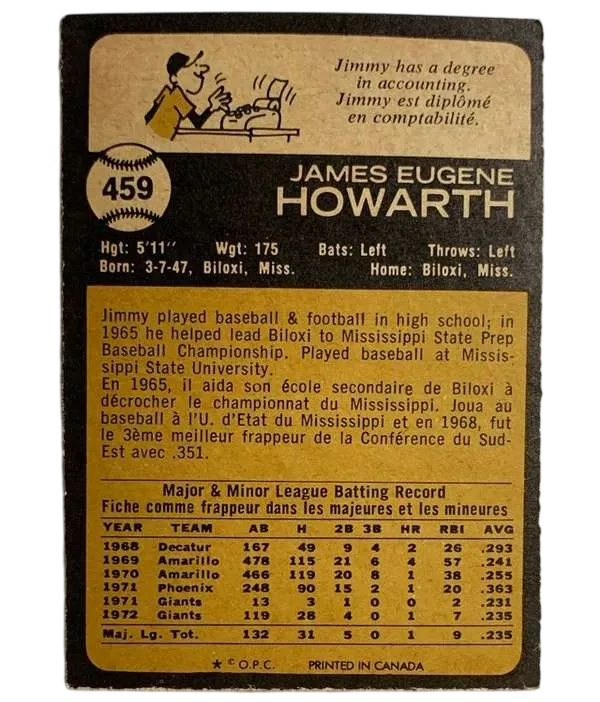 Jimmy has a degree
in accounting.
Jimmy est diplômé
en comptabilité.
459
JAMES EUGENE
HOWARTH
Hgt: 5'11" Wgt: 175 Bats: Left Throws: Left
Born: 3-7-47, Biloxi, Miss. Home: Biloxi, Miss.
Jimmy played baseball & football in high school; in
1965 he helped lead Biloxi to Mississippi State Prep
Baseball Championship. Played baseball at Missis-
sippi State University.
En 1965, il aida son école secondaire de Biloxi à
décrocher le championnat du Mississippi. Joua au
baseball à l'U. d'Etat du Mississippi et en 1968, fut
le 3ème meilleur frappeur de la Conférence du Sud-
Est avec .351.
Major & Minor League Batting Record
Fiche comme frappeur dans les majeures et les mineures
YEAR TEAM AB H 2B 3B HR RBI AVG
1968 Decatur 167 49 9 4 2 26 .293
1969 Amarillo 478 115 21 6 4 57 .241
1970 Amarillo 466 119 20 8 1 38 .255
1971 Phoenix 248 90 15 2 1 20 .363
1971 Giants 13 3 1 0 0 2 .231
1972 Giants 119 28 4 0 1 7 .235
Maj. Lg. Tot. 132 31 5 0 1 9 .235
* © O.P.C. PRINTED IN CANADA